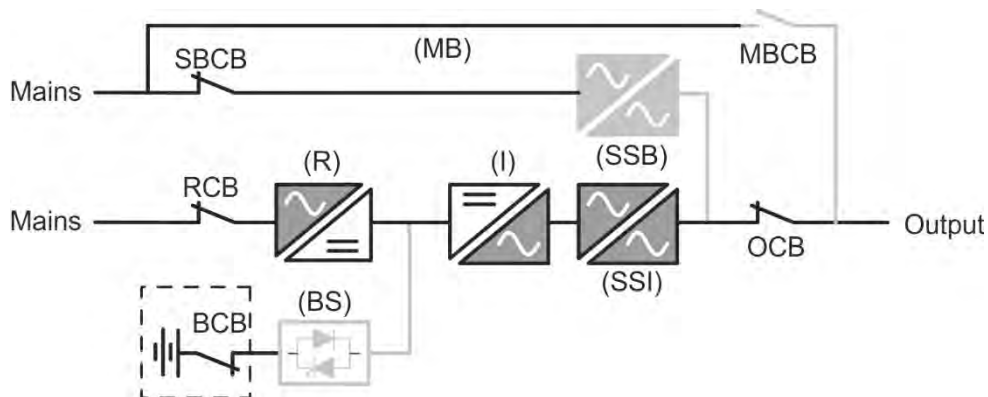 (MB)
MBCB
SBCB
Mains
(SSB)
(R)
(I)
RCB
Mains
Output
OCB
(SSI)
(BS)
BCB